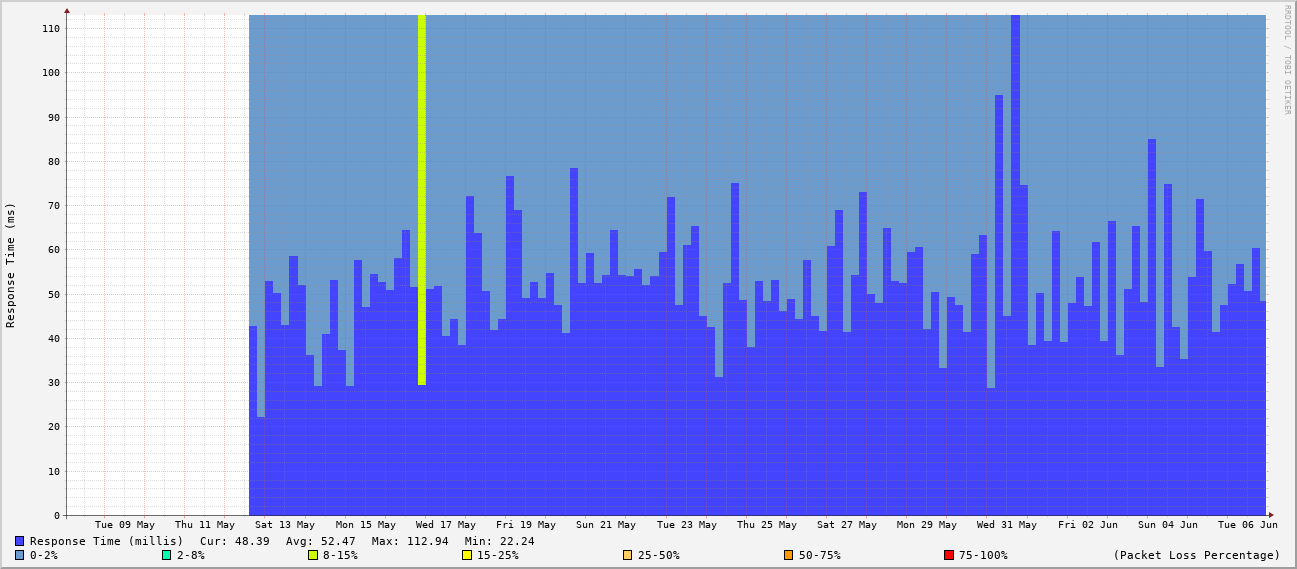 RRDTOOL / TOBI OETIKER
Response Time (ms)
110
100
90
80
70
60
50
40
30
20
10
0
Tue 09 May Thu 11 May Sat 13 May Mon 15 May Wed 17 May Fri 19 May Sun 21 May Tue 23 May Thu 25 May Sat 27 May Mon 29 May Wed 31 May Fri 02 Jun Sun 04 Jun Tue 06 Jun
Response Time (millis) Cur: 48.39 Avg: 52.47 Max: 112.94 Min: 22.24
0-2% 2-8% 8-15% 15-25% 25-50% 50-75% 75-100% (Packet Loss Percentage)